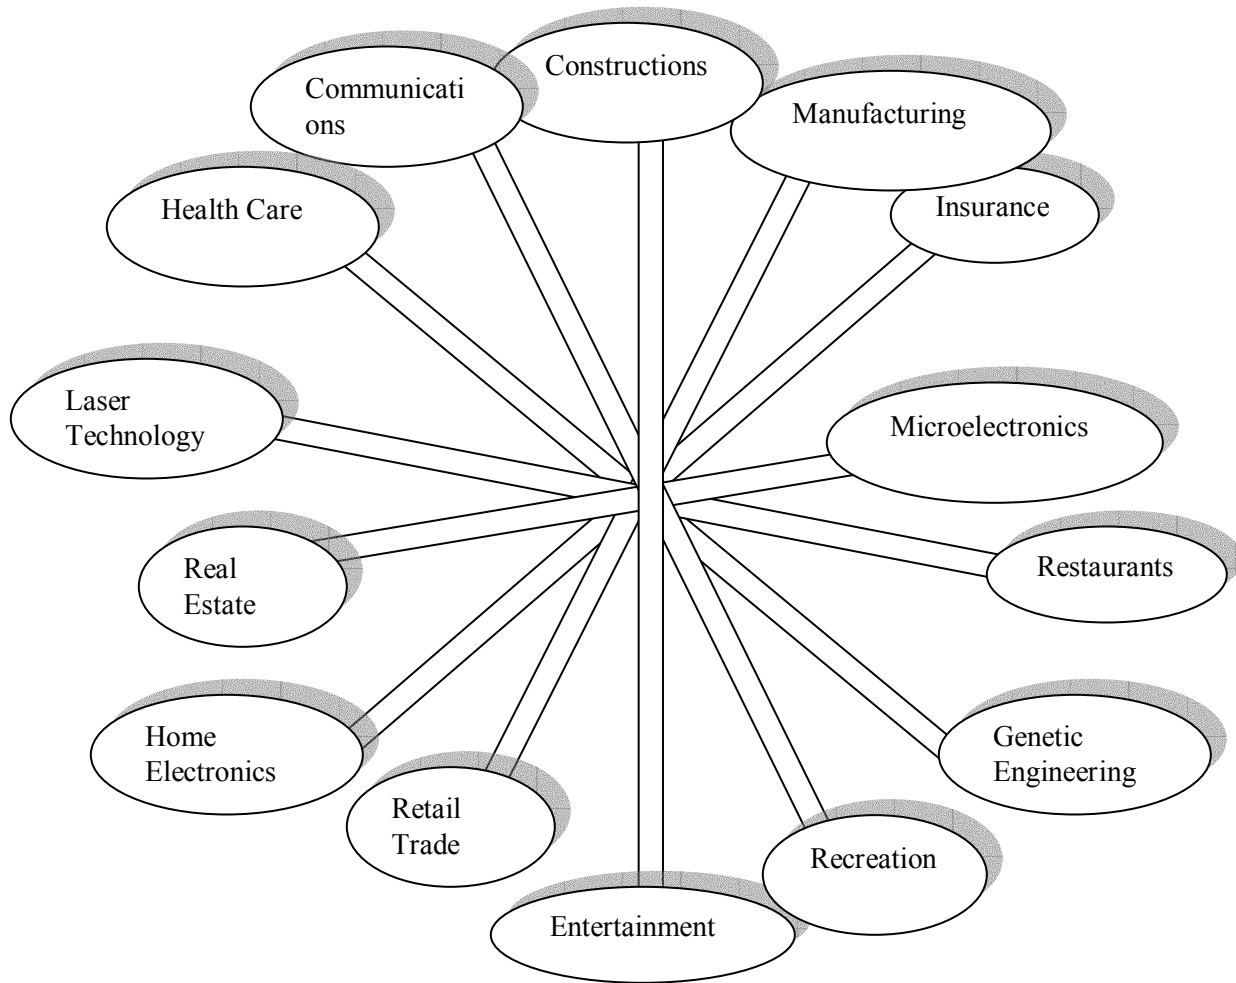 Constructions
Communicati
ons
Manufacturing
Health Care
Insurance
Laser
Technology
Microelectronics
Real
Estate
Restaurants
Home
Electronics
Genetic
Engineering
Retail
Trade
Recreation
Entertainment